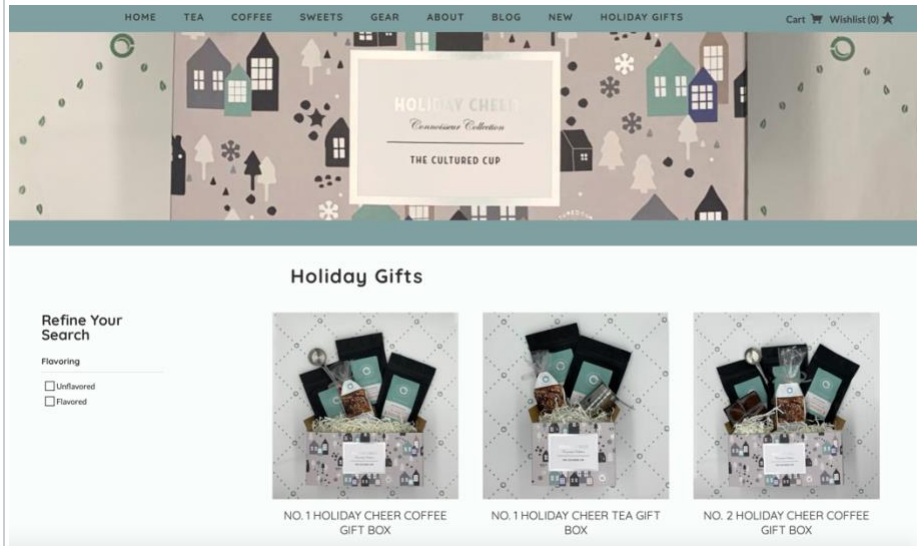 HOME TEA COFFEE SWEETS GEAR ABOUT BLOG NEW HOLIDAY GIFTS Cart Wishlist (0)
HOLIDAY CHEER
Connoisseur Collection
THE CULTURED CUP
Holiday Gifts
Refine Your
Search
Flavoring
Unflavored
Flavored
NO. 1 HOLIDAY CHEER COFFEE
GIFT BOX
NO. 1 HOLIDAY CHEER TEA GIFT
BOX
NO. 2 HOLIDAY CHEER COFFEE
GIFT BOX